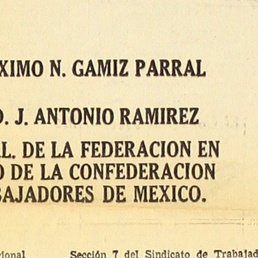 XIMO N. GAMIZ PARRAL
D. J. ANTONIO RAMIREZ
AL. DE LA FEDERACION EN
O DE LA CONFEDERACION
BAJADORES DE MEXICO.
cional Sección 7 del Sindicato de Trabajad